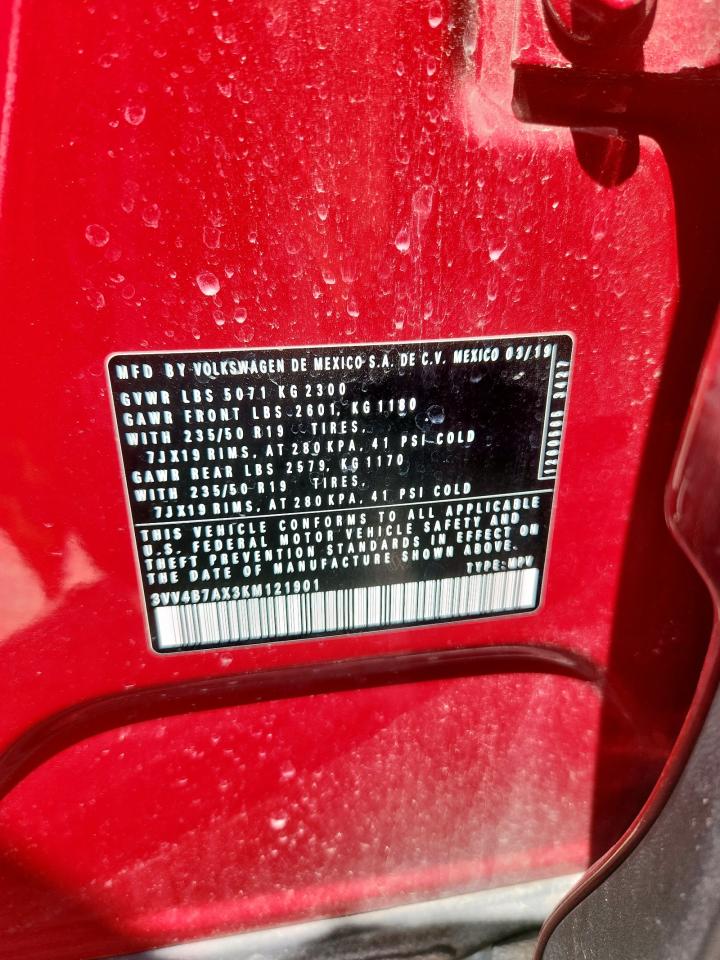 MFD BY VOLKSWAGEN DE MEXICO S.A. DE C.V. MEXICO 03/19
GVWR LBS 5071 KG 2300
GAWR FRONT LBS 2601, KG 1180
WITH 235/50 R19 TIRES,
7JX19 RIMS, AT 280 KPA, 41 PSI COLD
GAWR REAR LBS 2579, KG 1170
WITH 235/50 R19 TIRES,
7JX19 RIMS, AT 280 KPA, 41 PSI COLD
THIS VEHICLE CONFORMS TO ALL APPLICABLE
U.S. FEDERAL MOTOR VEHICLE SAFETY AND
THEFT PREVENTION STANDARDS IN EFFECT ON
THE DATE OF MANUFACTURE SHOWN ABOVE.
3VV4B7AX3KM121901 TYPE: MPV